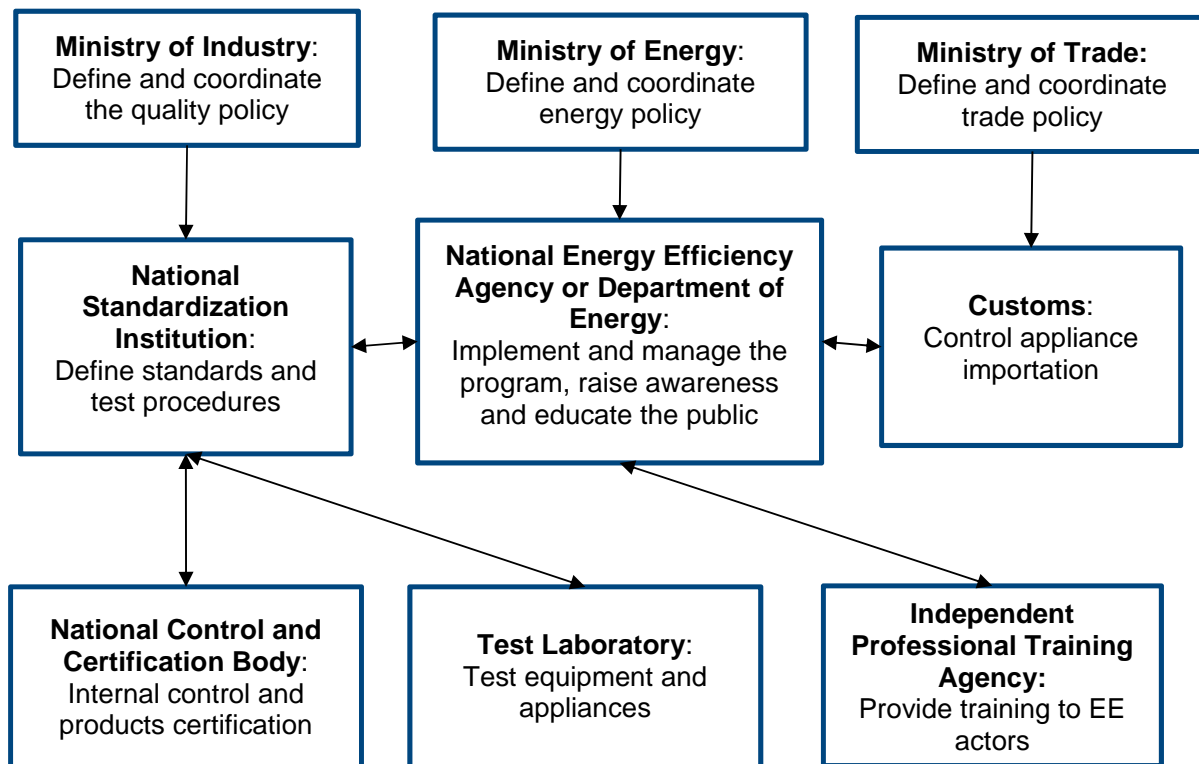 Ministry of Industry:
Define and coordinate
the quality policy
Ministry of Energy:
Define and coordinate
energy policy
Ministry of Trade:
Define and coordinate
trade policy
National
Standardization
Institution:
Define standards and
test procedures
National Energy Efficiency
Agency or Department of
Energy:
Implement and manage the
program, raise awareness
and educate the public
Customs:
Control appliance
importation
National Control and
Certification Body:
Internal control and
products certification
Test Laboratory:
Test equipment and
appliances
Independent
Professional Training
Agency:
Provide training to EE
actors